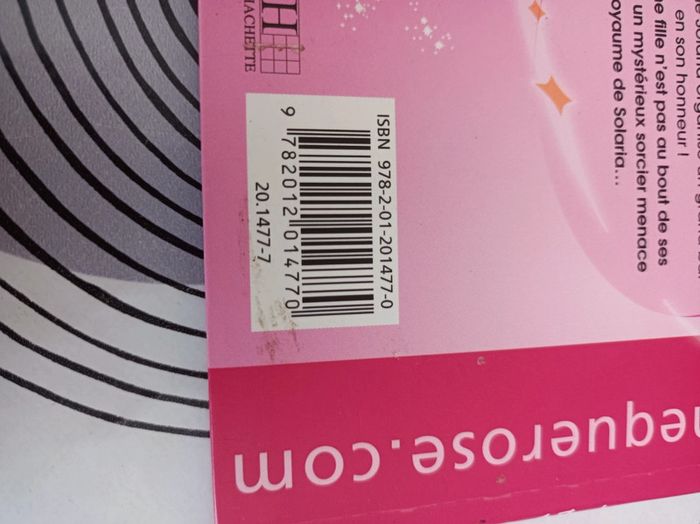 en son honneur !
e fille n'est pas au bout de ses
un mystérieux sorcier menace
oyaume de Solaria...
H
HACHETTE
ISBN 978-2-01-201477-0
9 782012 014770
20.1477-7
equerose.com